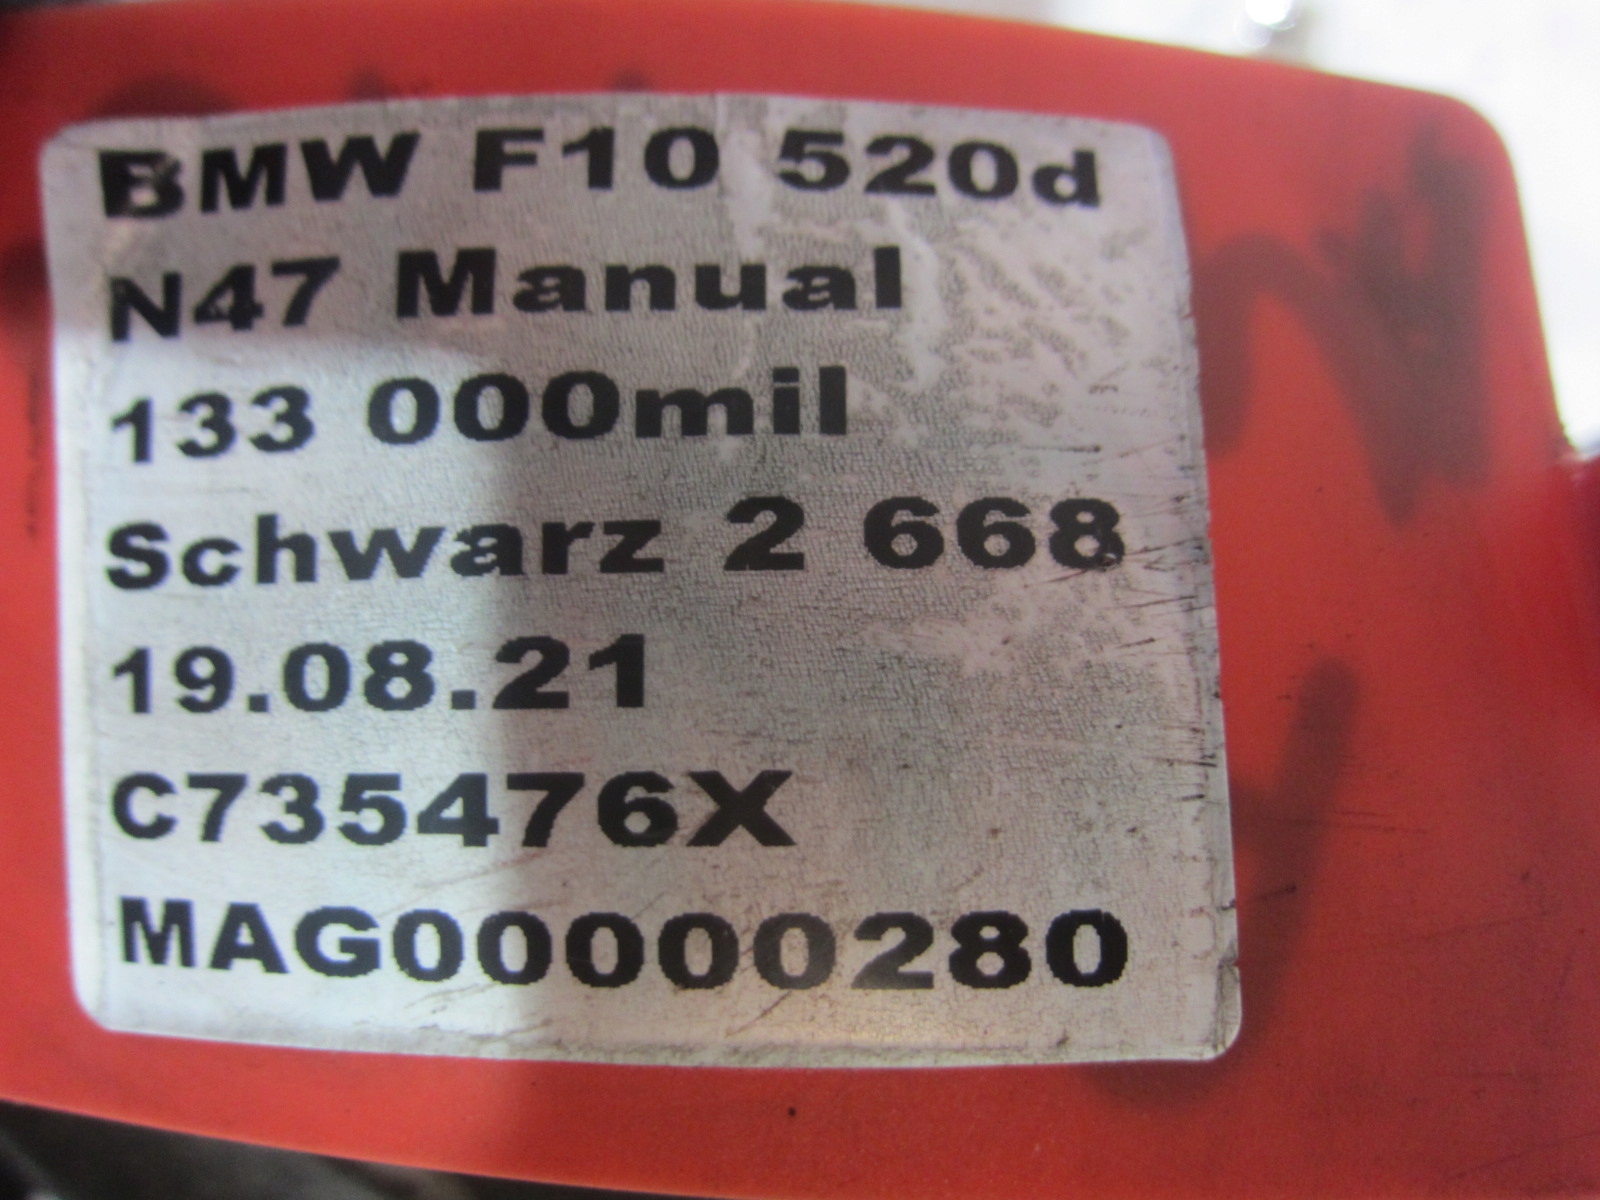 BMW F10 520d
N47 Manual
133 000mil
Schwarz 2 668
19.08.21
C735476X
MAG00000280